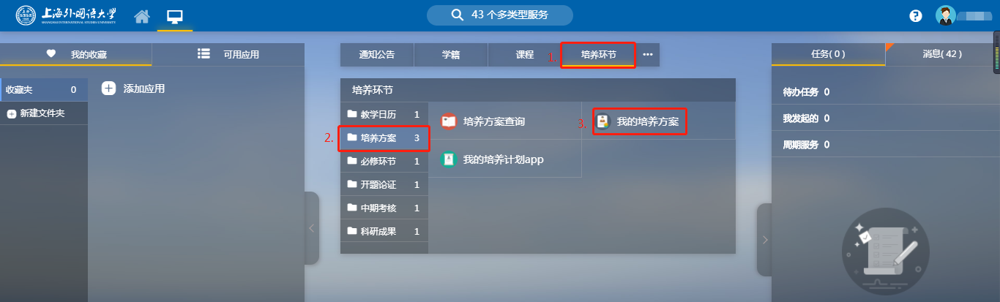 上海外国语大学
SHANGHAI INTERNATIONAL STUDIES UNIVERSITY
43 个多类型服务
?
我的收藏
可用应用
收藏夹 0
添加应用
新建文件夹
通知公告
学籍
课程
1.
培养环节
•••
培养环节
教学日历 1
2.
培养方案 3
必修环节 1
开题论证 1
中期考核 1
科研成果 1
培养方案查询
3.
我的培养方案
我的培养计划app
任务( 0 )
消息( 42 )
待办任务 0
我发起的 0
周期服务 0